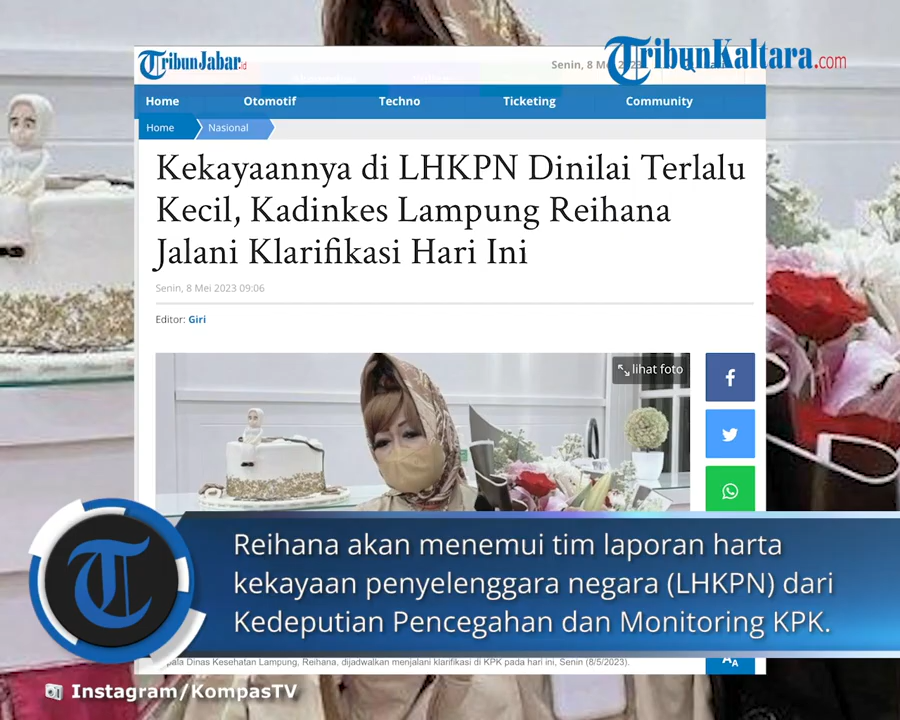 TribunJabar.id
TribunKaltara.com
Senin, 8 M
Home
Otomotif
Techno
Ticketing
Community
Home
Nasional
Kekayaannya di LHKPN Dinilai Terlalu
Kecil, Kadinkes Lampung Reihana
Jalani Klarifikasi Hari Ini
Senin, 8 Mei 2023 09:06
Editor: Giri
lihat foto
Reihana akan menemui tim laporan harta
kekayaan penyelenggara negara (LHKPN) dari
Kedeputian Pencegahan dan Monitoring KPK.
pala Dinas Kesehatan Lampung, Reihana, dijadwalkan menjalani klarifikasi di KPK pada hari ini, Senin (8/5/2023).
AA
Instagram/KompasTV